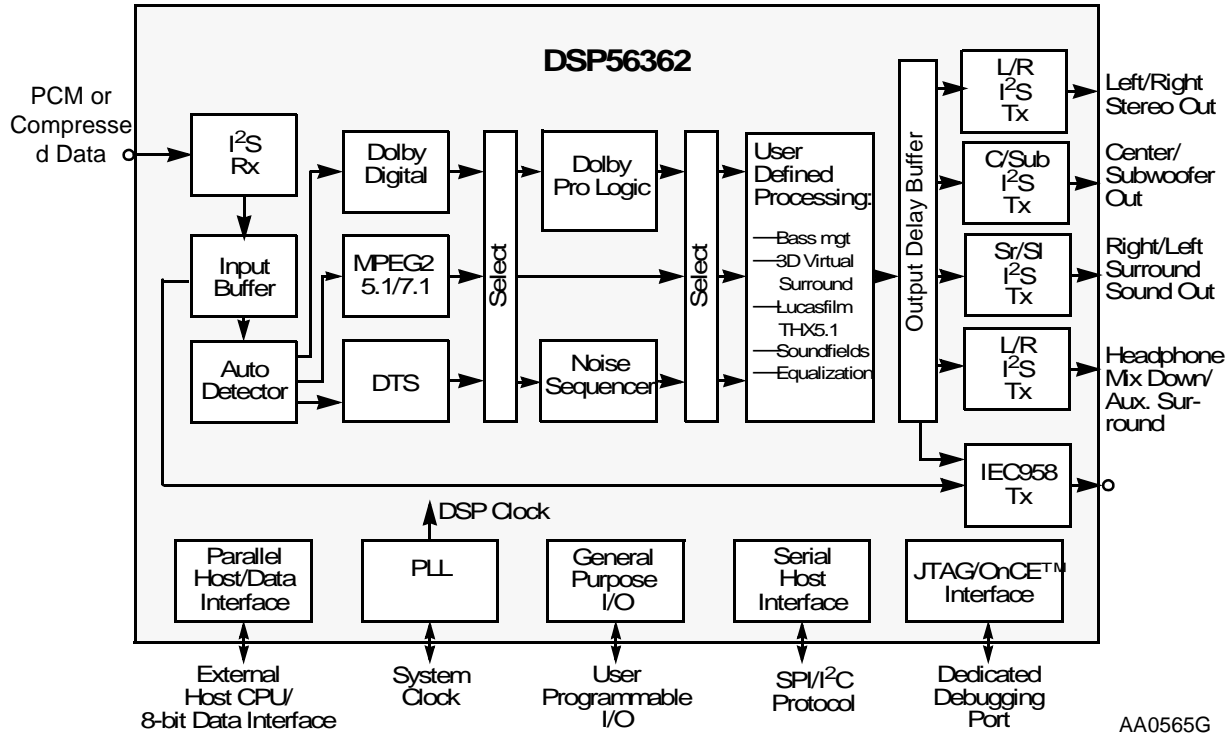 DSP56362
PCM or
Compresse
d Data
I²S
Rx
Input
Buffer
Auto
Detector
Dolby
Digital
MPEG2
5.1/7.1
DTS
Select
Dolby
Pro Logic
Noise
Sequencer
Select
User
Defined
Processing:
—Bass mgt
—3D Virtual
Surround
—Lucasfilm
THX5.1
—Soundfields
—Equalization
Output Delay Buffer
L/R
I²S
Tx
Left/Right
Stereo Out
C/Sub
I²S
Tx
Center/
Subwoofer
Out
Sr/Sl
I²S
Tx
Right/Left
Surround
Sound Out
L/R
I²S
Tx
Headphone
Mix Down/
Aux. Sur-
round
IEC958
Tx
DSP Clock
Parallel
Host/Data
Interface
PLL
General
Purpose
I/O
Serial
Host
Interface
JTAG/OnCE™
Interface
External
Host CPU/
8-bit Data Interface
System
Clock
User
Programmable
I/O
SPI/I²C
Protocol
Dedicated
Debugging
Port
AA0565G